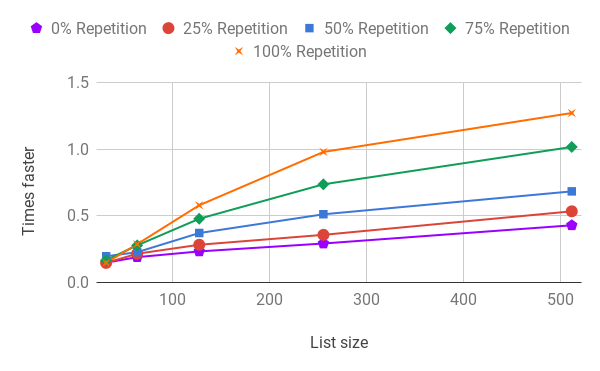 0% Repetition 25% Repetition 50% Repetition 75% Repetition
100% Repetition
1.5
1.0
0.5
0.0
Times faster
100 200 300 400 500
List size